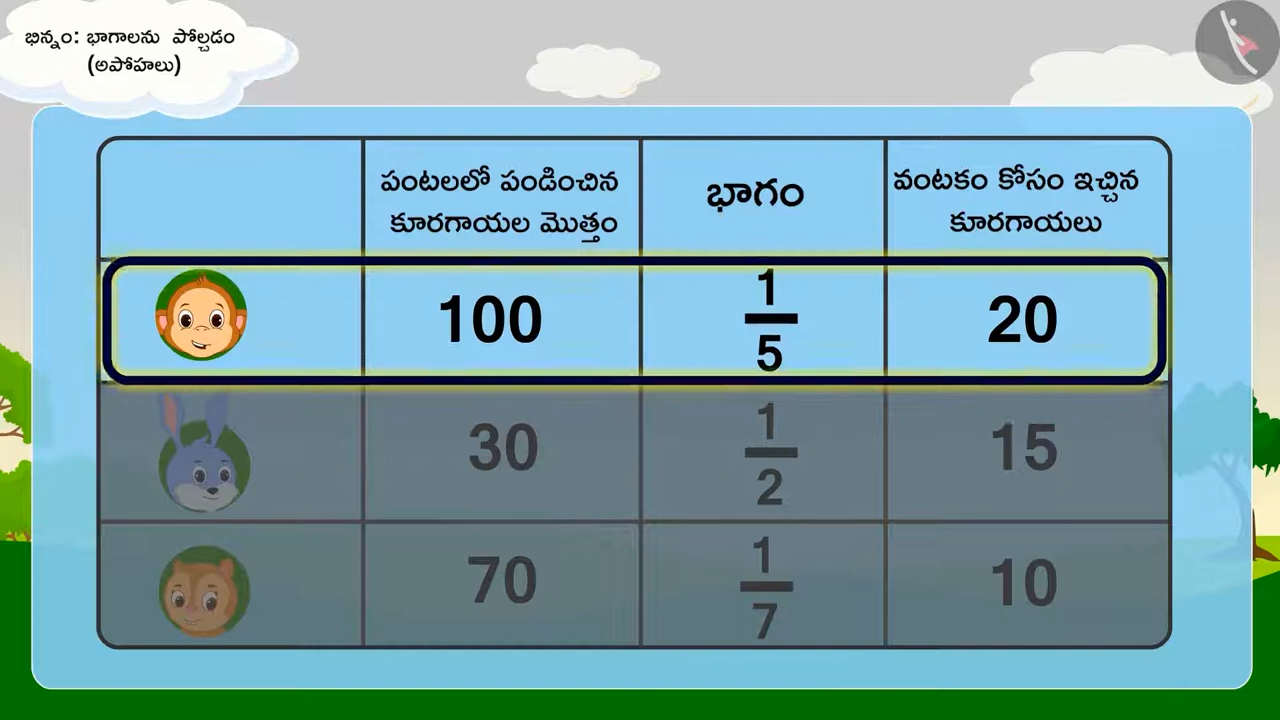 భిన్నం: భాగాలను పోల్చడం
(అపోహలు)
పంటలలో పండించిన
కూరగాయల మొత్తం
భాగం
వంటకం కోసం ఇచ్చిన
కూరగాయలు
100
1
5
20
30
1
2
15
70
1
7
10